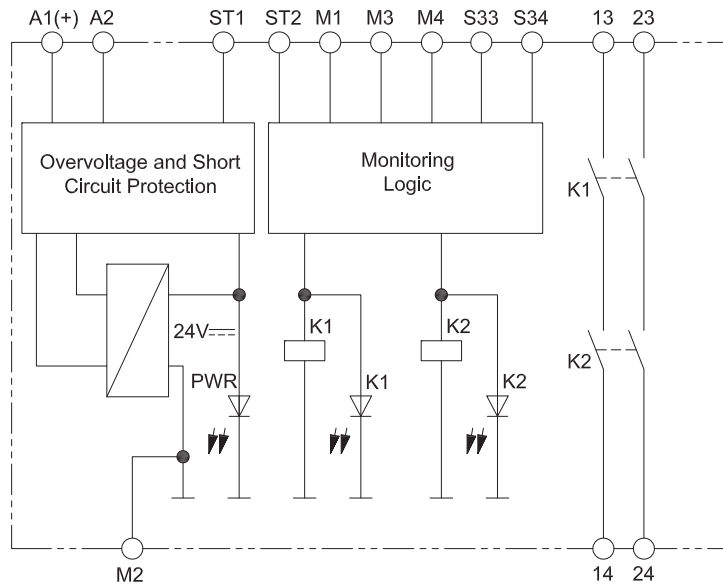 A1(+) A2 ST1 ST2 M1 M3 M4 S33 S34 13 23
Overvoltage and Short
Circuit Protection
Monitoring
Logic
K1
24V
K1
K2
K2
PWR
K1
K2
M2
14
24